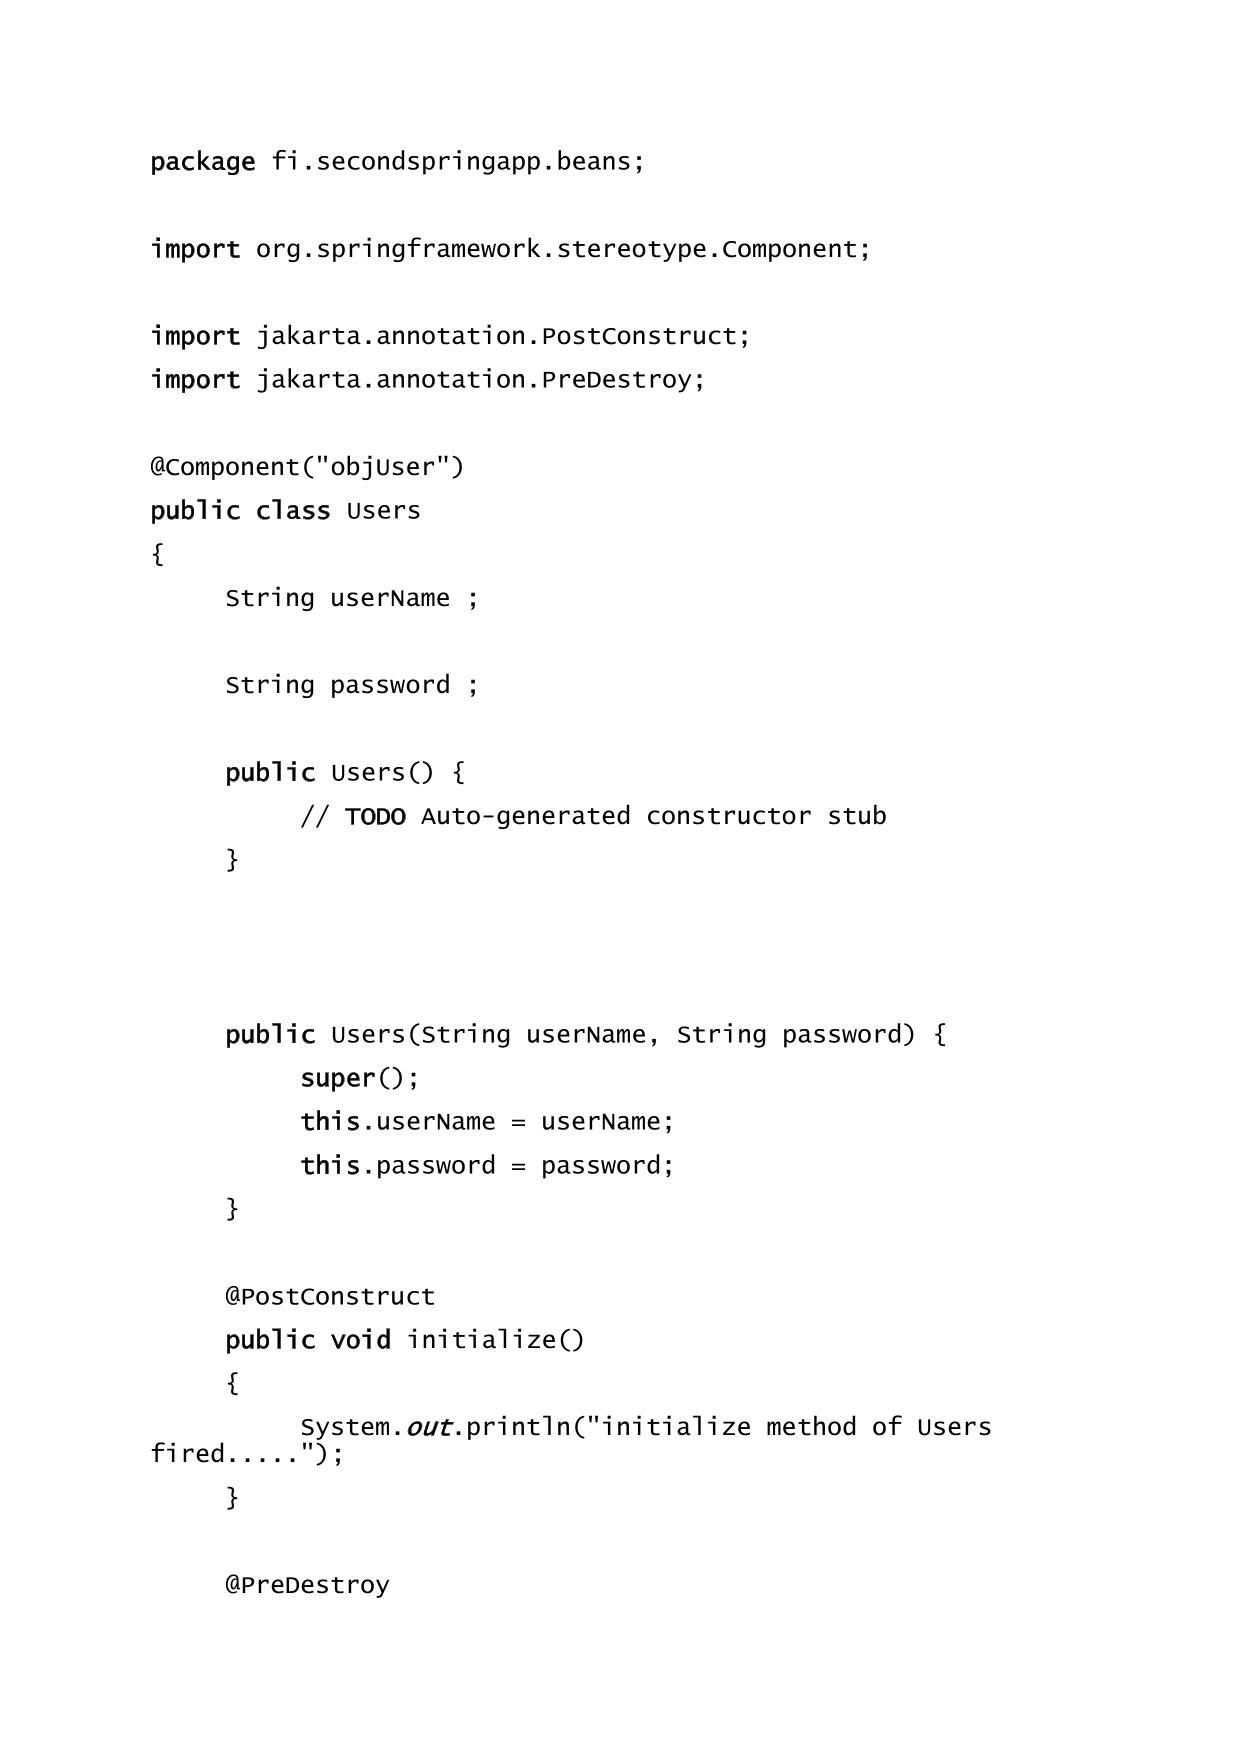 package fi.secondspringapp.beans;
import org.springframework.stereotype.Component;
import jakarta.annotation.PostConstruct;
import jakarta.annotation.PreDestroy;
@Component("objUser")
public class Users
{
String userName ;
String password ;
public Users() {
// TODO Auto-generated constructor stub
}
public Users(String userName, String password) {
super();
this.userName = userName;
this.password = password;
}
@PostConstruct
public void initialize()
{
System.out.println("initialize method of Users
fired.....");
}
@PreDestroy